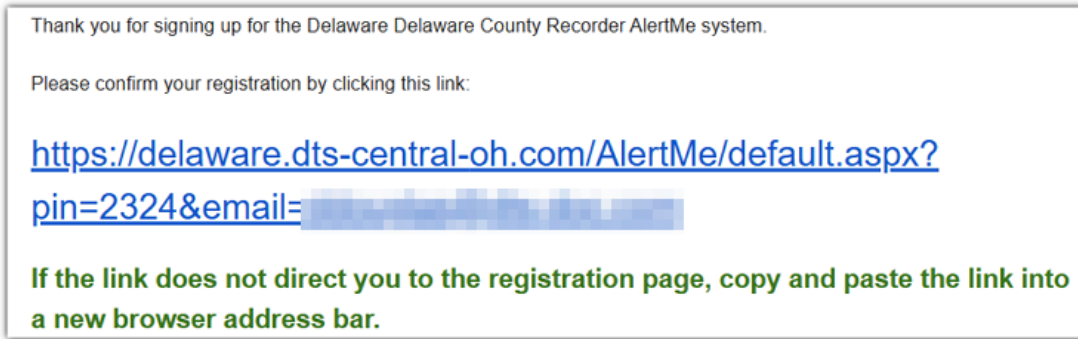 Thank you for signing up for the Delaware Delaware County Recorder AlertMe system.
Please confirm your registration by clicking this link:
https://delaware.dts-central-oh.com/AlertMe/default.aspx?
pin=2324&email=
If the link does not direct you to the registration page, copy and paste the link into
a new browser address bar.